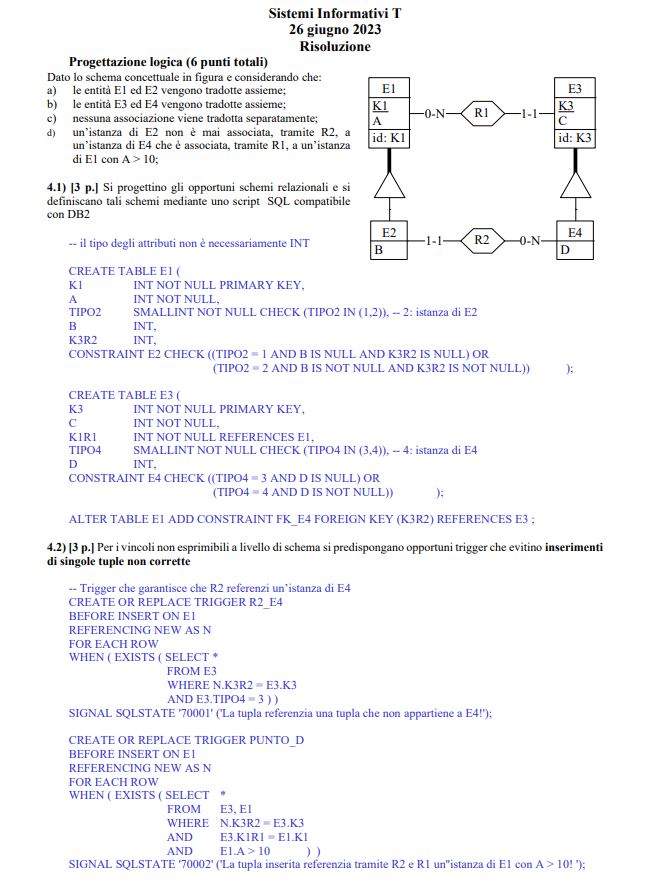 Sistemi Informativi T
26 giugno 2023
Risoluzione
Progettazione logica (6 punti totali)
Dato lo schema concettuale in figura e considerando che:
a) le entità E1 ed E2 vengono tradotte assieme;
b) le entità E3 ed E4 vengono tradotte assieme;
c) nessuna associazione viene tradotta separatamente;
d) un'istanza di E2 non è mai associata, tramite R2, a
un'istanza di E4 che è associata, tramite R1, a un'istanza
di E1 con A > 10;
E1
K1
A
id: K1
0-N
R1
1-1
E3
K3
C
id: K3
E2
B
1-1
R2
0-N
E4
D
4.1) [3 p.] Si progettino gli opportuni schemi relazionali e si
definiscano tali schemi mediante uno script SQL compatibile
con DB2
-- il tipo degli attributi non è necessariamente INT
CREATE TABLE E1 (
K1 INT NOT NULL PRIMARY KEY,
A INT NOT NULL,
TIPO2 SMALLINT NOT NULL CHECK (TIPO2 IN (1,2)), -- 2: istanza di E2
B INT,
K3R2 INT,
CONSTRAINT E2 CHECK ((TIPO2 = 1 AND B IS NULL AND K3R2 IS NULL) OR
(TIPO2 = 2 AND B IS NOT NULL AND K3R2 IS NOT NULL)) );
CREATE TABLE E3 (
K3 INT NOT NULL PRIMARY KEY,
C INT NOT NULL,
K1R1 INT NOT NULL REFERENCES E1,
TIPO4 SMALLINT NOT NULL CHECK (TIPO4 IN (3,4)), -- 4: istanza di E4
D INT,
CONSTRAINT E4 CHECK ((TIPO4 = 3 AND D IS NULL) OR
(TIPO4 = 4 AND D IS NOT NULL)) );
ALTER TABLE E1 ADD CONSTRAINT FK_E4 FOREIGN KEY (K3R2) REFERENCES E3 ;
4.2) [3 p.] Per i vincoli non esprimibili a livello di schema si predispongano opportuni trigger che evitino inserimenti
di singole tuple non corrette
-- Trigger che garantisce che R2 referenzi un'istanza di E4
CREATE OR REPLACE TRIGGER R2_E4
BEFORE INSERT ON E1
REFERENCING NEW AS N
FOR EACH ROW
WHEN ( EXISTS ( SELECT *
FROM E3
WHERE N.K3R2 = E3.K3
AND E3.TIPO4 = 3 ) )
SIGNAL SQLSTATE '70001' ('La tupla referenzia una tupla che non appartiene a E4!');
CREATE OR REPLACE TRIGGER PUNTO_D
BEFORE INSERT ON E1
REFERENCING NEW AS N
FOR EACH ROW
WHEN ( EXISTS ( SELECT *
FROM E3, E1
WHERE N.K3R2 = E3.K3
AND E3.K1R1 = E1.K1
AND E1.A > 10 ) )
SIGNAL SQLSTATE '70002' ('La tupla inserita referenzia tramite R2 e R1 un''istanza di E1 con A > 10! ');